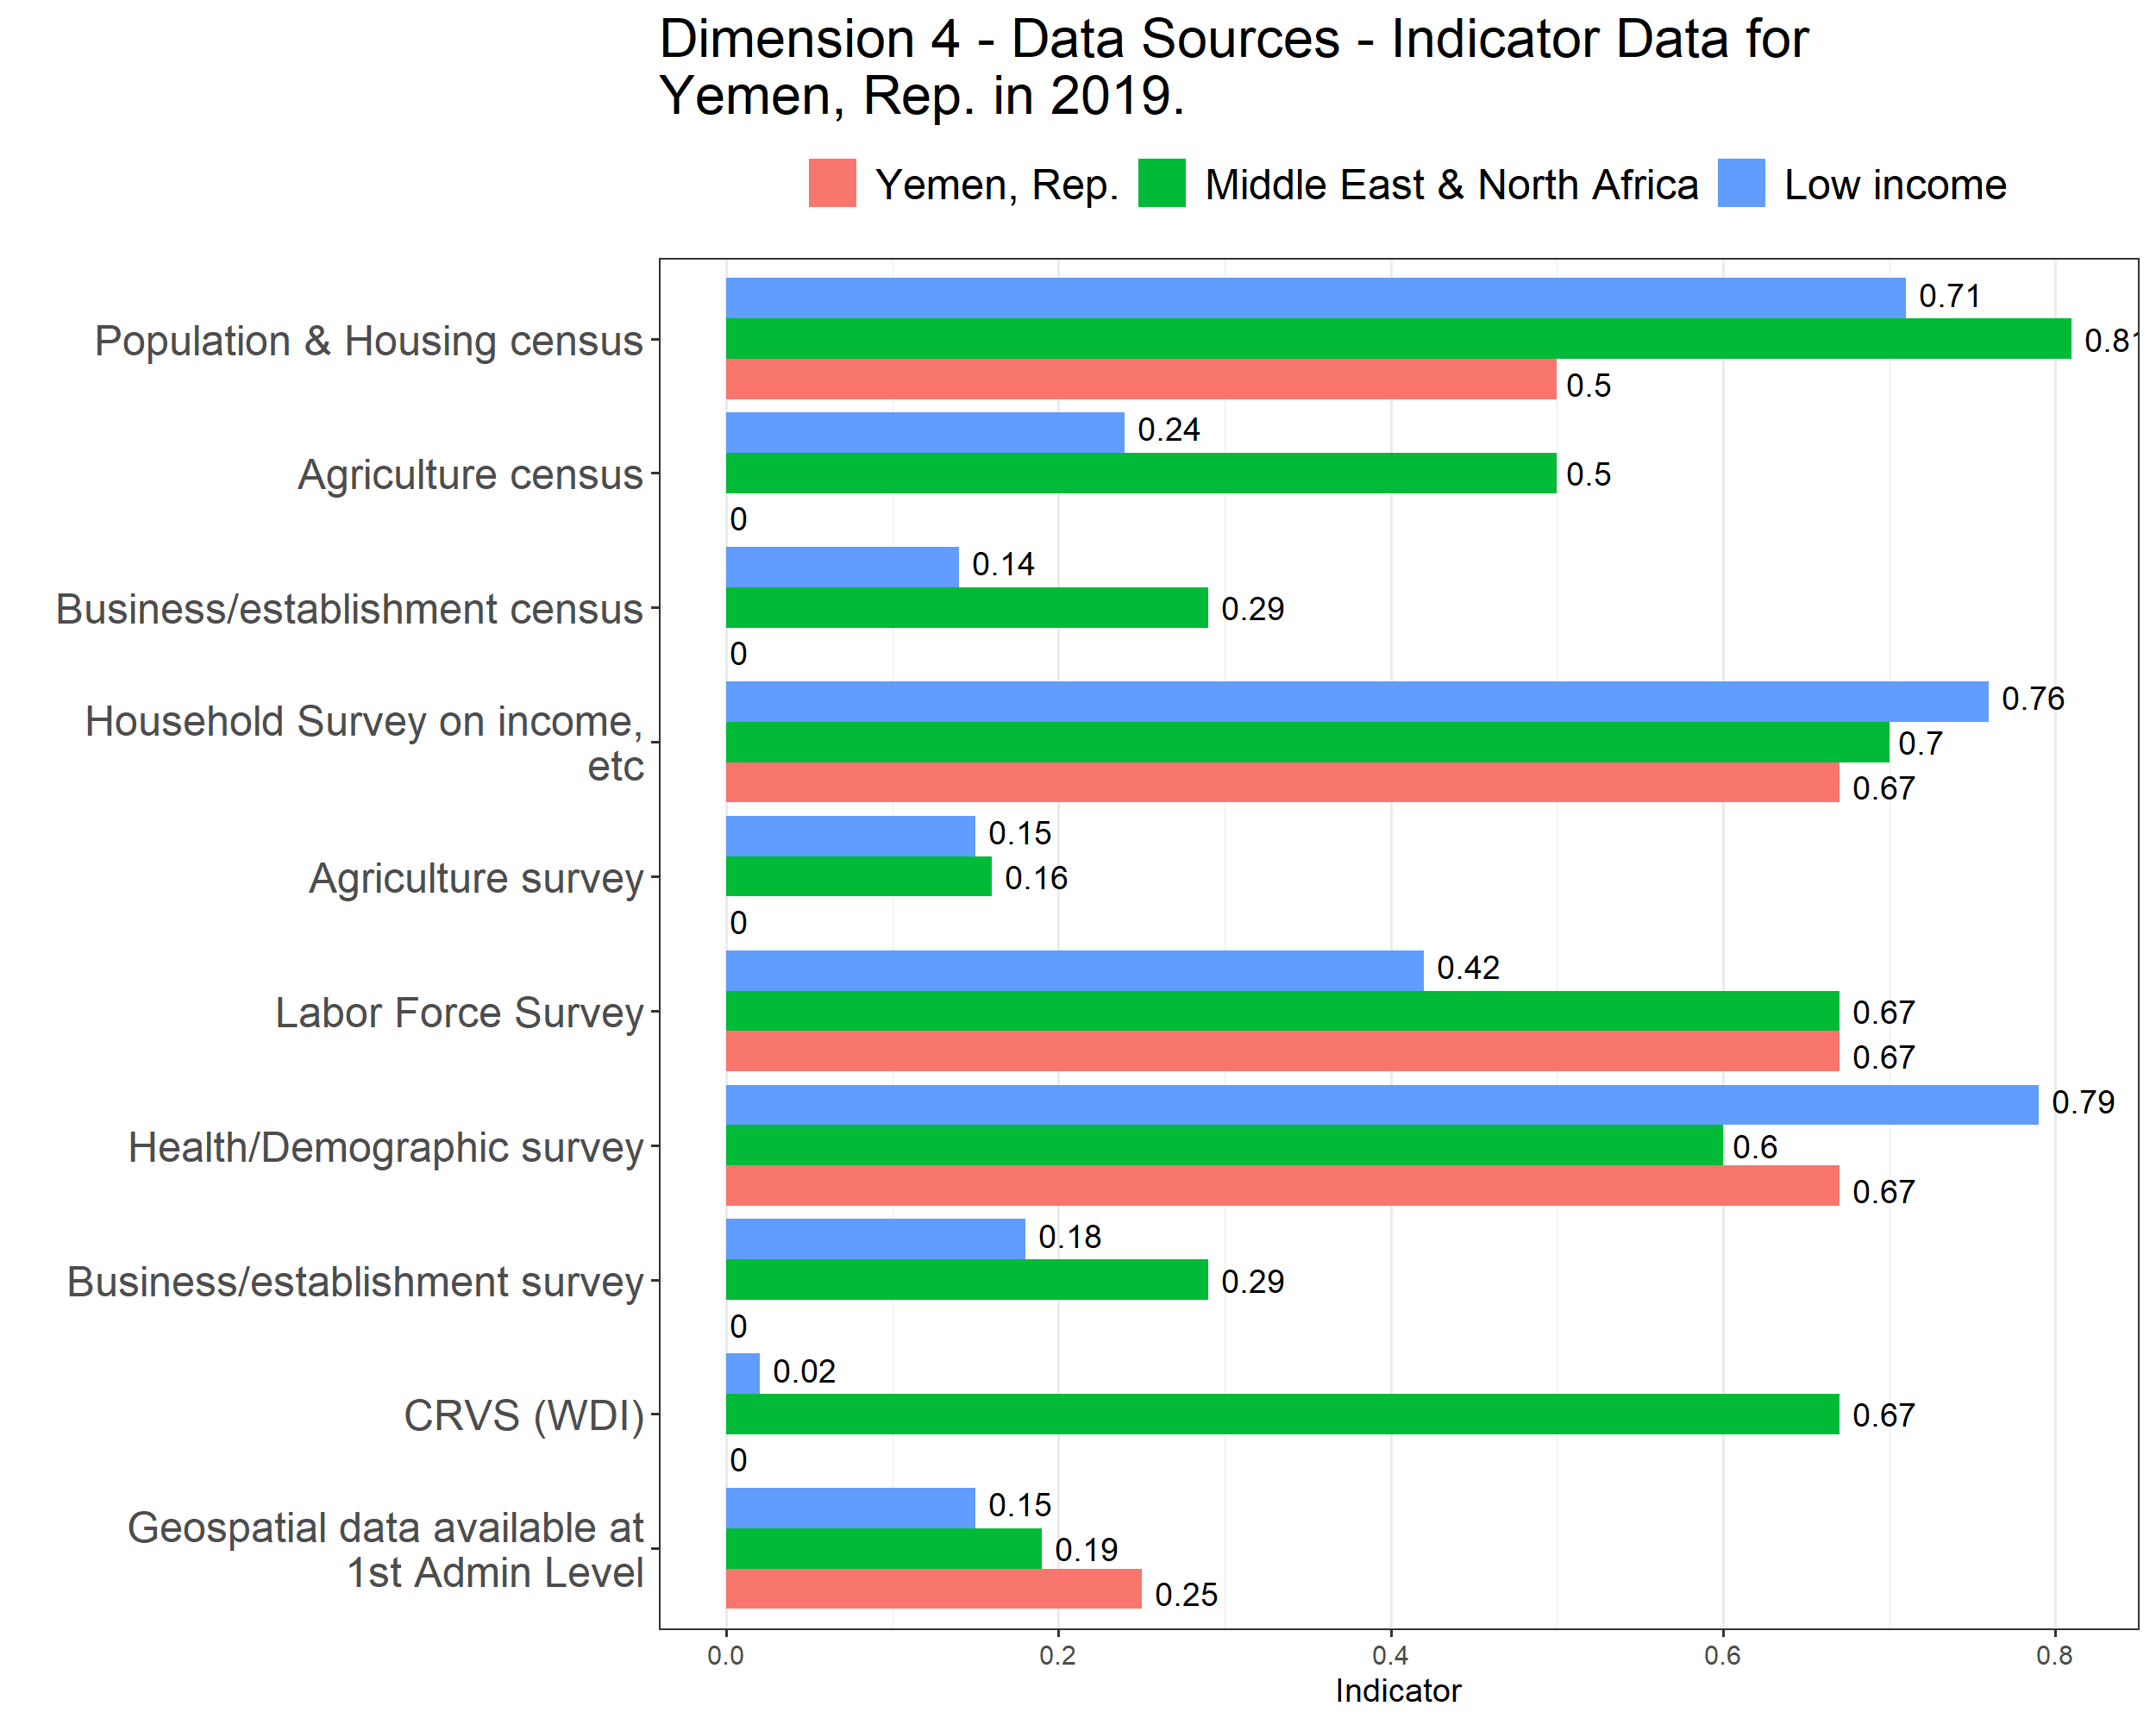 Dimension 4 - Data Sources - Indicator Data for
Yemen, Rep. in 2019.
Yemen, Rep. Middle East & North Africa Low income
Population & Housing census
0.71
0.81
0.5
Agriculture census
0.24
0.5
0
Business/establishment census
0.14
0.29
0
Household Survey on income,
etc
0.76
0.7
0.67
Agriculture survey
0.15
0.16
0
Labor Force Survey
0.42
0.67
0.67
Health/Demographic survey
0.79
0.6
0.67
Business/establishment survey
0.18
0.29
0
CRVS (WDI)
0.02
0.67
0
Geospatial data available at
1st Admin Level
0.15
0.19
0.25
0.0 0.2 0.4 0.6 0.8
Indicator